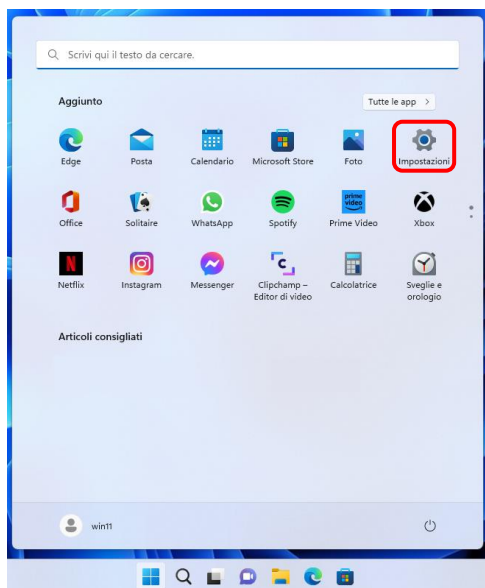 Scrivi qui il testo da cercare.
Aggiunto
Tutte le app
Edge
Posta
Calendario
Microsoft Store
Foto
Impostazioni
Office
Solitaire
WhatsApp
Spotify
prime video
Prime Video
Xbox
Netflix
Instagram
Messenger
Clipchamp –
Editor di video
Calcolatrice
Sveglie e
orologio
Articoli consigliati
win11